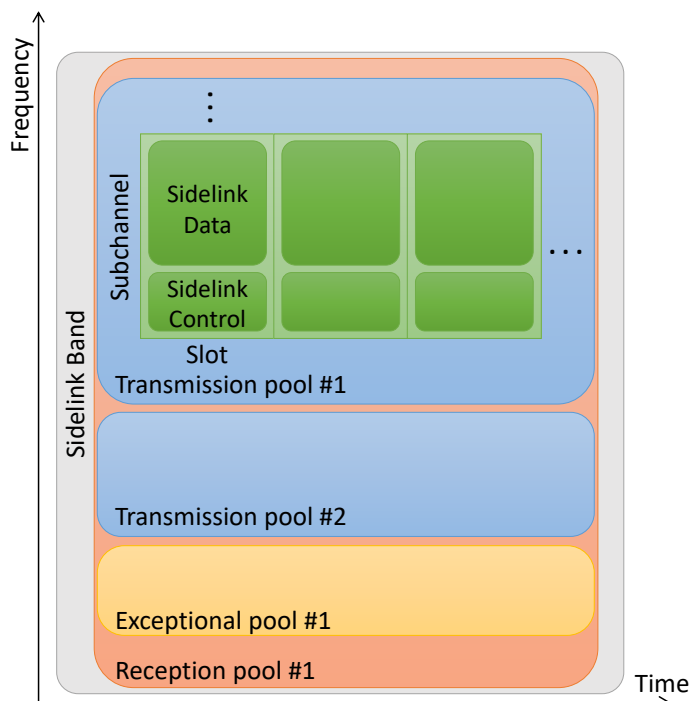 Frequency
Sidelink Band
Subchannel
⋮
Sidelink
Data
Sidelink
Control
...
Slot
Transmission pool #1
Transmission pool #2
Exceptional pool #1
Reception pool #1
Time